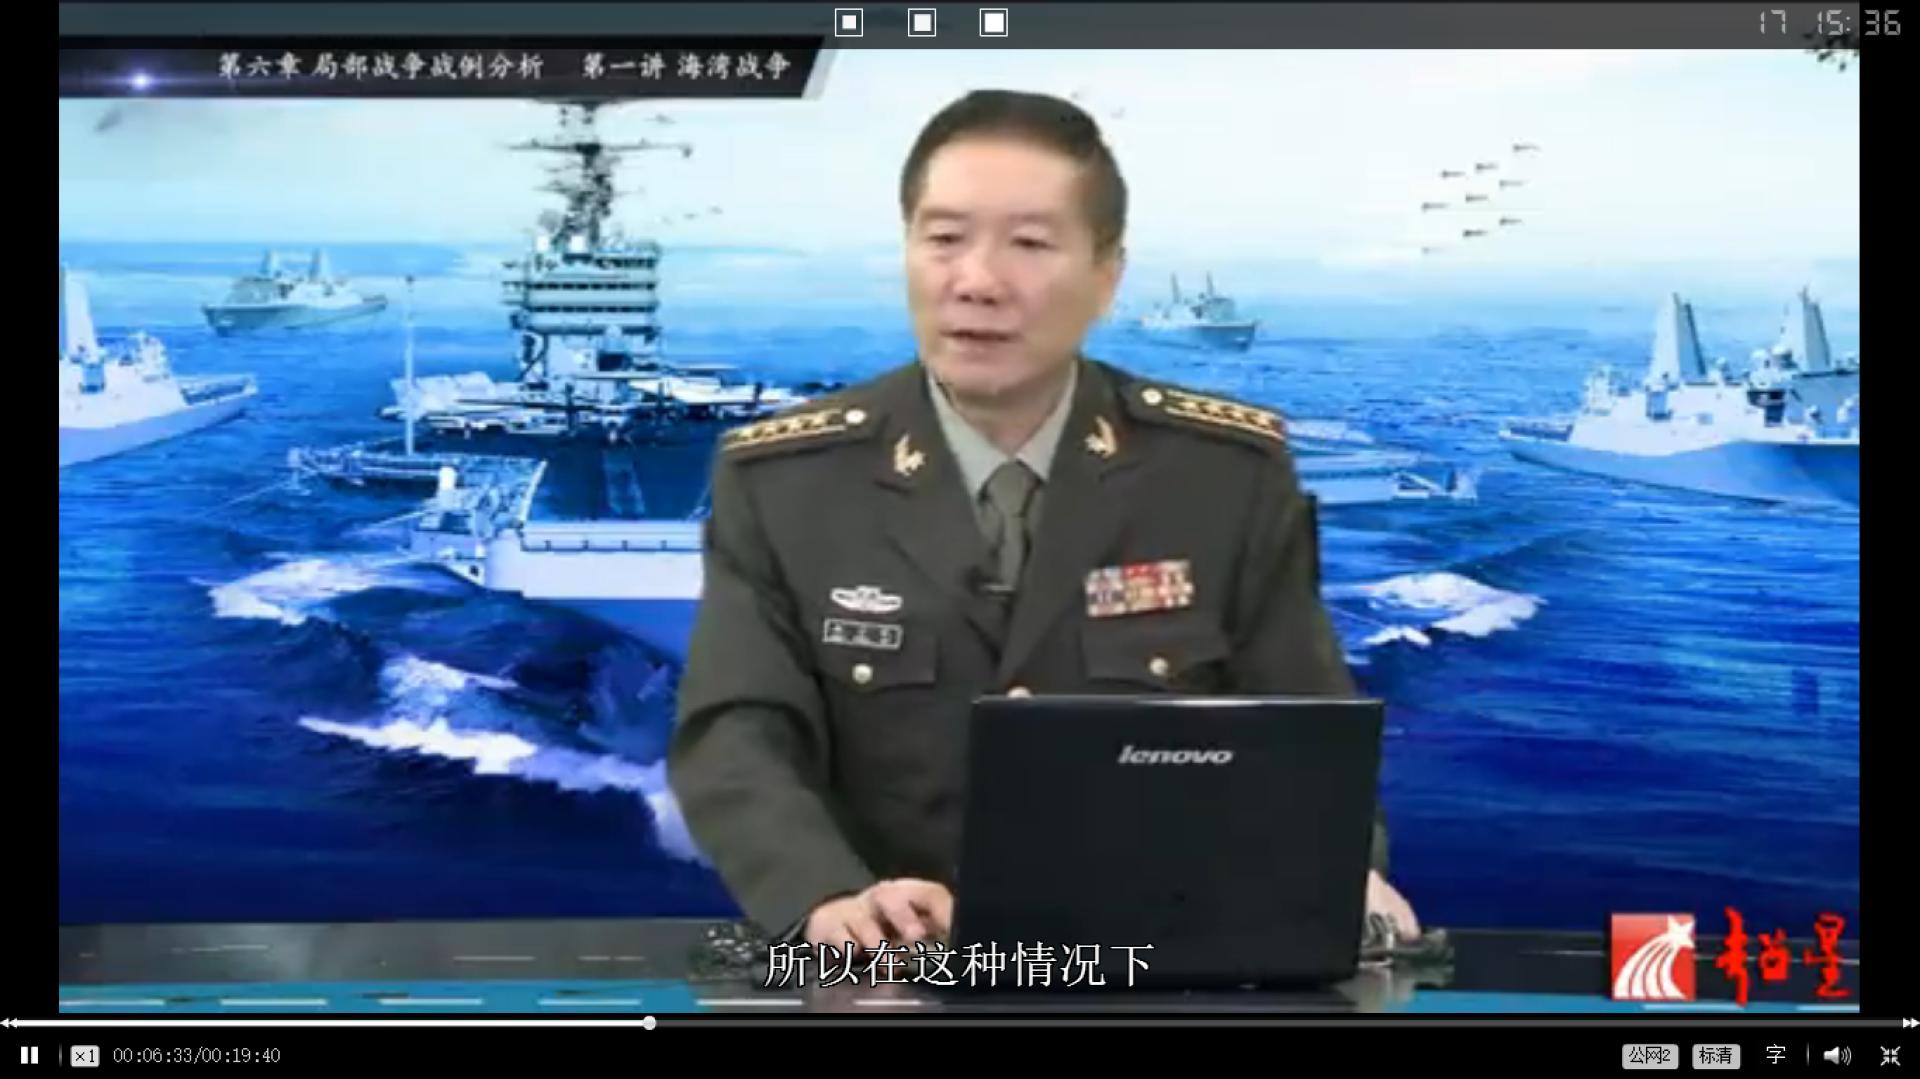 17 15:36
第六章 局部战争战例分析 第一讲 海湾战争
lenovo
所以在这种情况下
超星
×1 00:06:33/00:19:40 公网2 标清 字